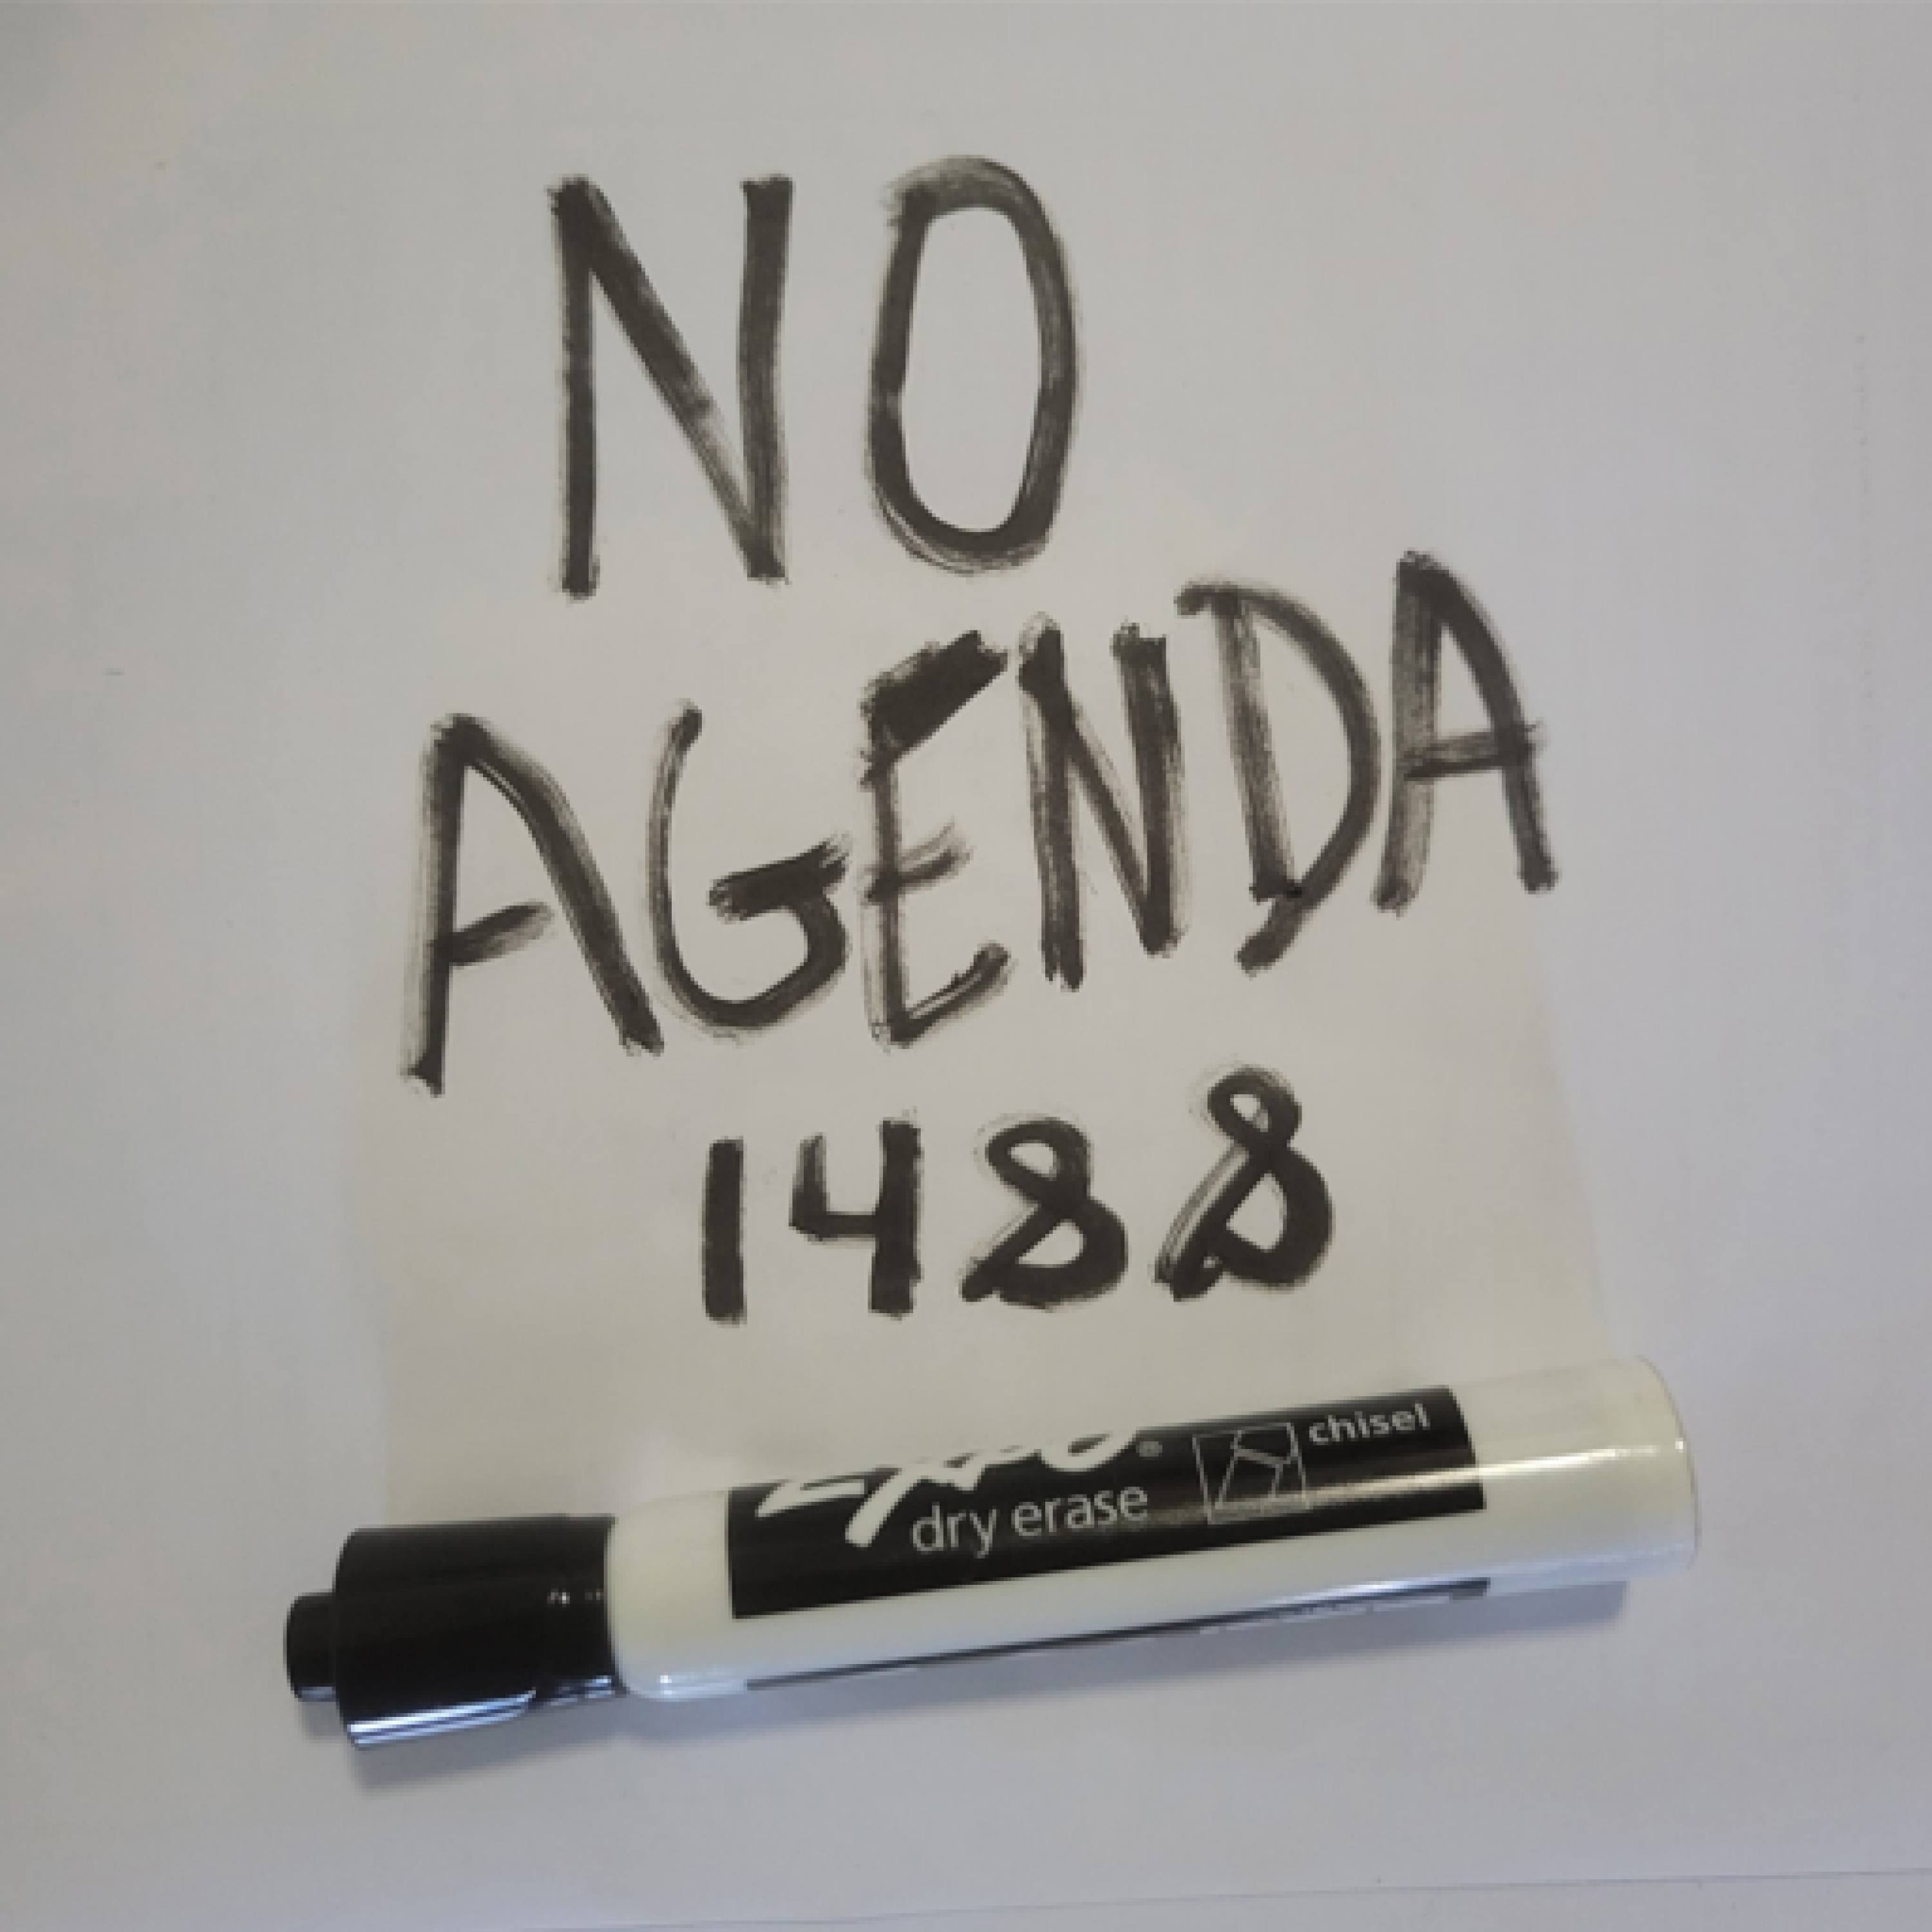 NO
AGENDA
1488
EXPO® chisel
dry erase